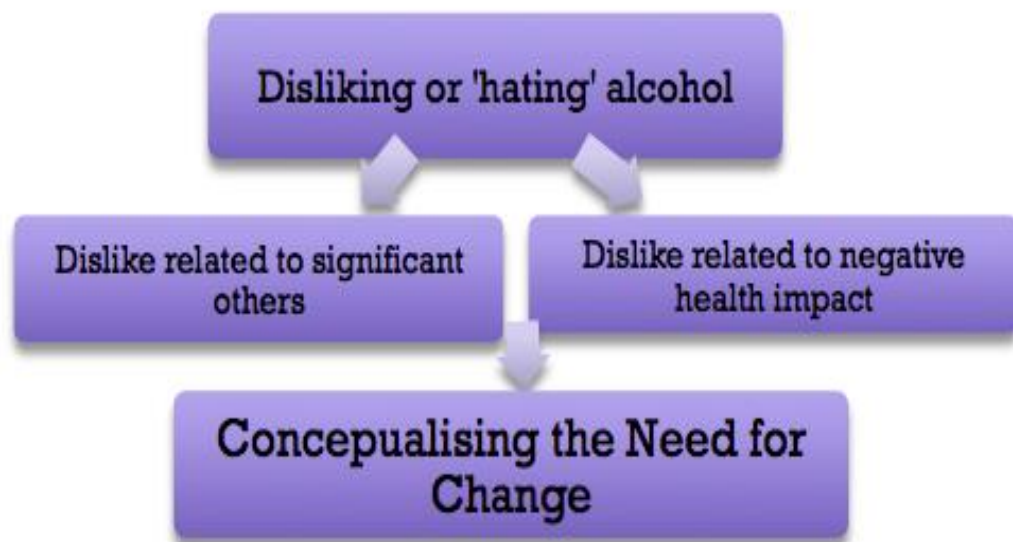 Disliking or 'hating' alcohol
Dislike related to significant
others
Dislike related to negative
health impact
Concepualising the Need for
Change